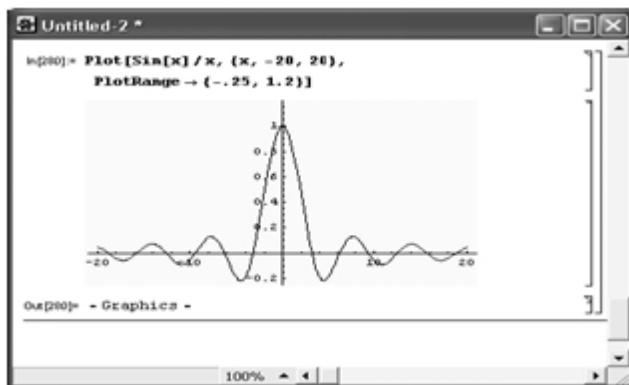 Untitled-2 *
In[280]:= Plot[Sin[x]/x, {x, -20, 20},
PlotRange → {-.25, 1.2}]
1
0.8
0.6
0.4
0.2
-20 -10 10 20
-0.2
Out[280]= - Graphics -
100%